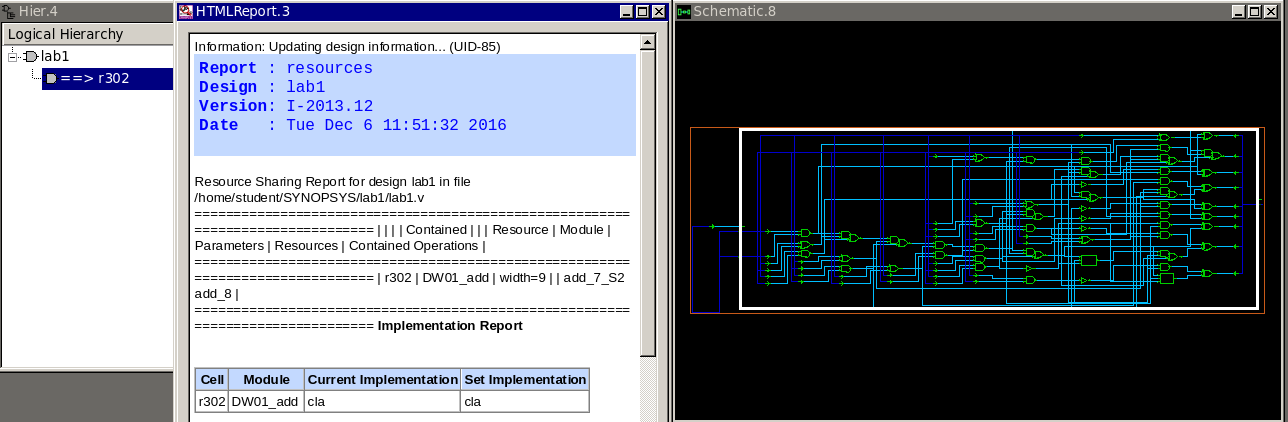 Hier.4
Logical Hierarchy
lab1
==> r302
HTMLReport.3
Information: Updating design information... (UID-85)
Report : resources
Design : lab1
Version: I-2013.12
Date   : Tue Dec 6 11:51:32 2016
Resource Sharing Report for design lab1 in file
/home/student/SYNOPSYS/lab1/lab1.v
===============================================================
========================= | | | | Contained | | | Resource | Module |
Parameters | Resources | Contained Operations |
===============================================================
========================= | r302 | DW01_add | width=9 | | add_7_S2
add_8 |
===============================================================
========================= Implementation Report
Cell Module Current Implementation Set Implementation
r302 DW01_add cla cla
Schematic.8